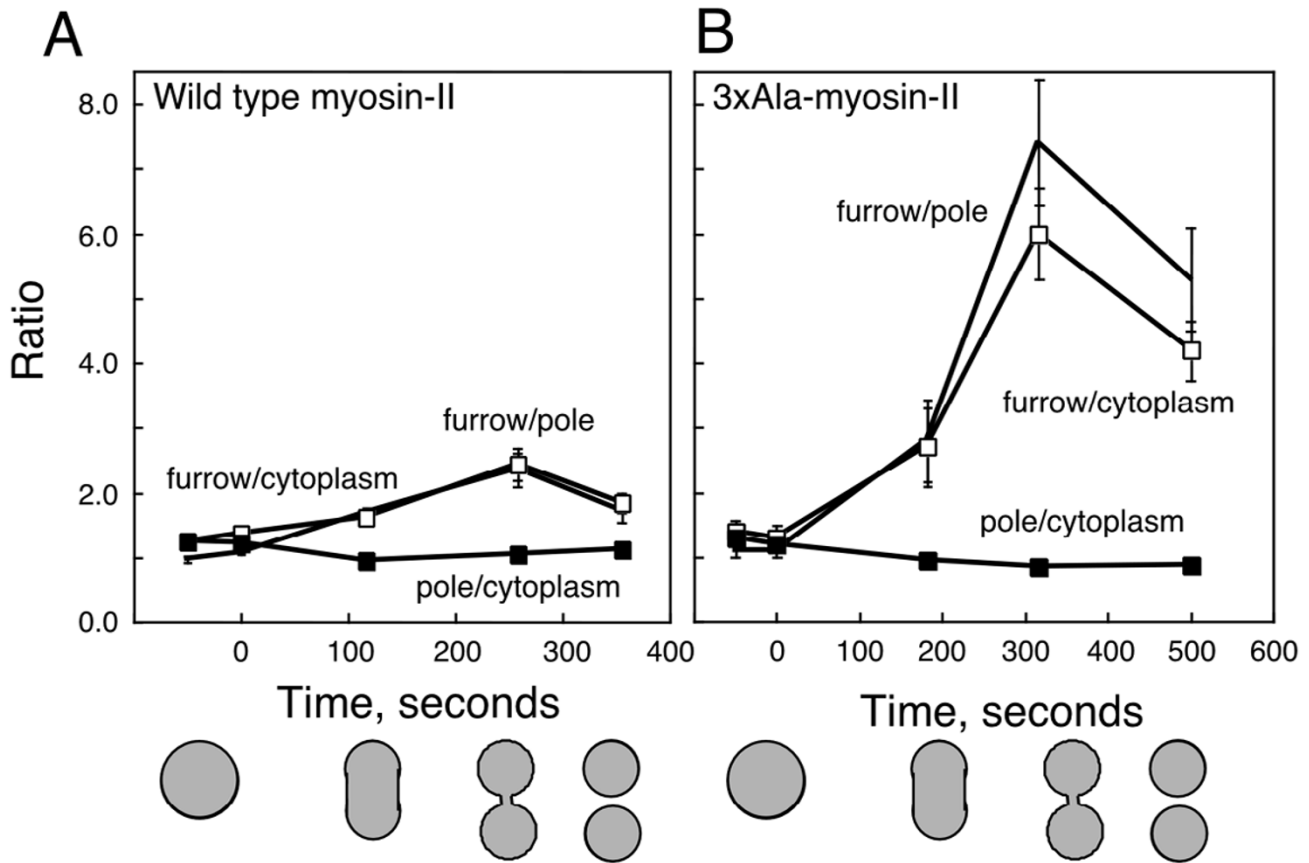 A
B
Wild type myosin-II
3xAla-myosin-II
Ratio
8.0
6.0
4.0
2.0
0.0
furrow/pole
furrow/cytoplasm
pole/cytoplasm
furrow/pole
furrow/cytoplasm
pole/cytoplasm
0 100 200 300 400
0 100 200 300 400 500 600
Time, seconds
Time, seconds